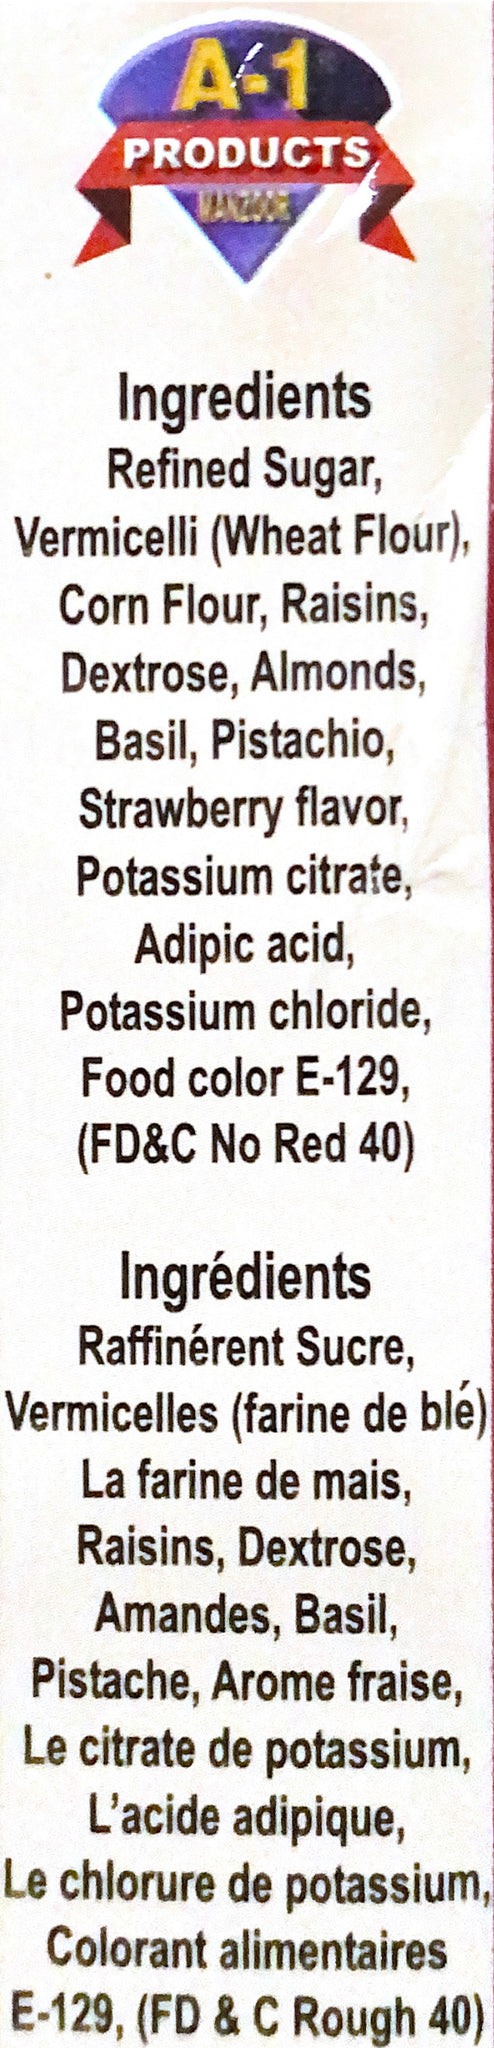 A-1
PRODUCTS
MANZOOR
Ingredients
Refined Sugar,
Vermicelli (Wheat Flour),
Corn Flour, Raisins,
Dextrose, Almonds,
Basil, Pistachio,
Strawberry flavor,
Potassium citrate,
Adipic acid,
Potassium chloride,
Food color E-129,
(FD&C No Red 40)
Ingrédients
Raffinérent Sucre,
Vermicelles (farine de blé)
La farine de mais,
Raisins, Dextrose,
Amandes, Basil,
Pistache, Arome fraise,
Le citrate de potassium,
L'acide adipique,
Le chlorure de potassium,
Colorant alimentaires
E-129, (FD & C Rough 40)